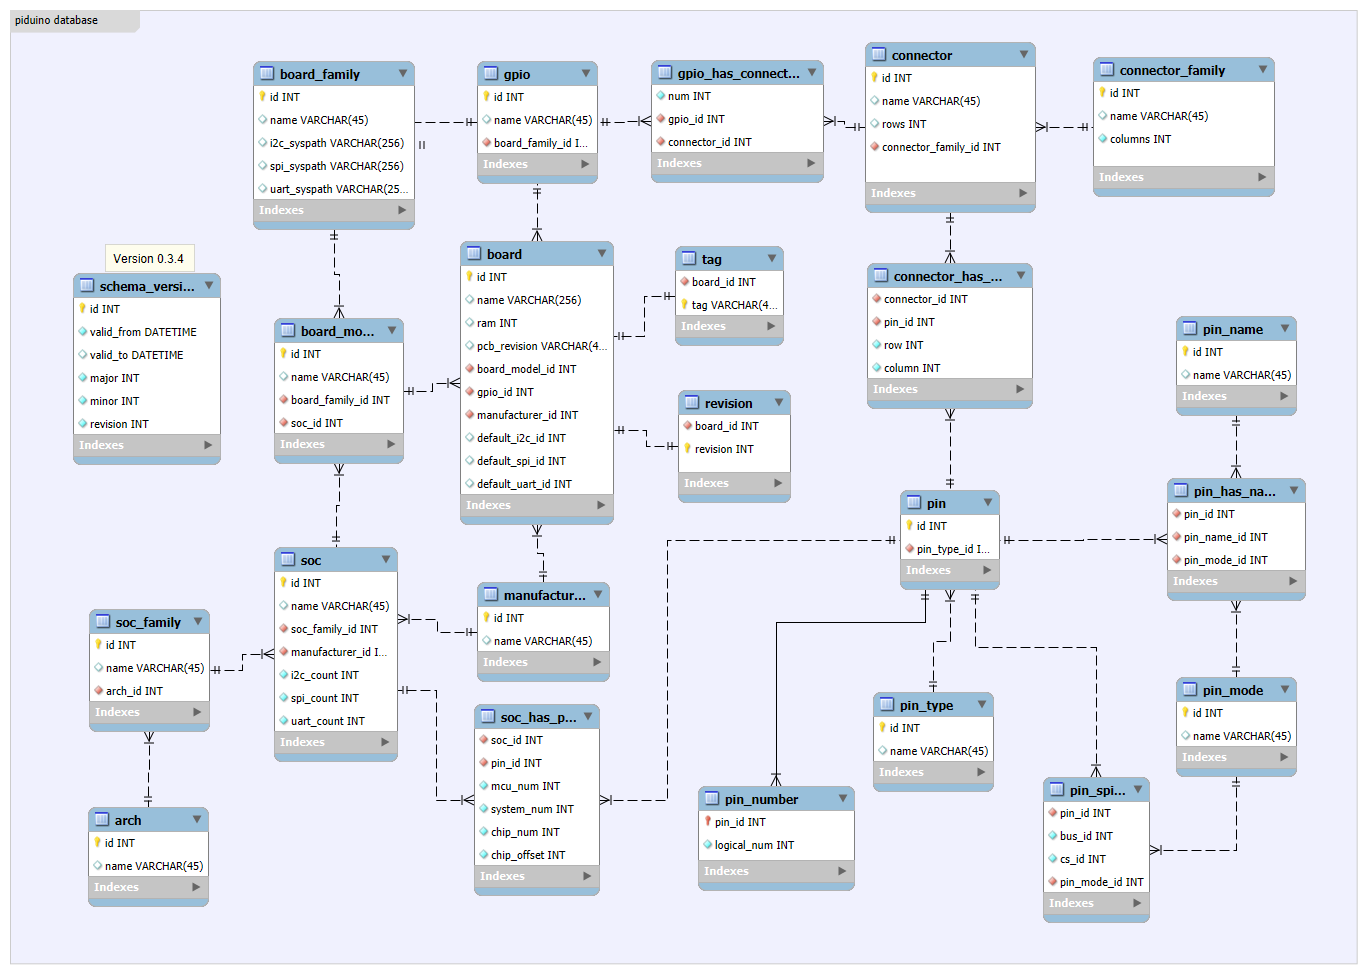 piduino database
board_family
id INT
name VARCHAR(45)
i2c_syspath VARCHAR(256)
spi_syspath VARCHAR(256)
uart_syspath VARCHAR(25...
Indexes
gpio
id INT
name VARCHAR(45)
board_family_id I...
Indexes
gpio_has_connect...
num INT
gpio_id INT
connector_id INT
Indexes
connector
id INT
name VARCHAR(45)
rows INT
connector_family_id INT
Indexes
connector_family
id INT
name VARCHAR(45)
columns INT
Indexes
Version 0.3.4
schema_versi...
id INT
valid_from DATETIME
valid_to DATETIME
major INT
minor INT
revision INT
Indexes
board_mo...
id INT
name VARCHAR(45)
board_family_id INT
soc_id INT
Indexes
board
id INT
name VARCHAR(256)
ram INT
pcb_revision VARCHAR(4...
board_model_id INT
gpio_id INT
manufacturer_id INT
default_i2c_id INT
default_spi_id INT
default_uart_id INT
Indexes
tag
board_id INT
tag VARCHAR(4...
Indexes
revision
board_id INT
revision INT
Indexes
connector_has_...
connector_id INT
pin_id INT
row INT
column INT
Indexes
pin_name
id INT
name VARCHAR(45)
Indexes
pin_has_na...
pin_id INT
pin_name_id INT
pin_mode_id INT
Indexes
pin
id INT
pin_type_id I...
Indexes
soc
id INT
name VARCHAR(45)
soc_family_id INT
manufacturer_id I...
i2c_count INT
spi_count INT
uart_count INT
Indexes
manufactur...
id INT
name VARCHAR(45)
Indexes
soc_family
id INT
name VARCHAR(45)
arch_id INT
Indexes
arch
id INT
name VARCHAR(45)
Indexes
soc_has_p...
soc_id INT
pin_id INT
mcu_num INT
system_num INT
chip_num INT
chip_offset INT
Indexes
pin_number
pin_id INT
logical_num INT
Indexes
pin_type
id INT
name VARCHAR(45)
Indexes
pin_mode
id INT
name VARCHAR(45)
Indexes
pin_spi...
pin_id INT
bus_id INT
cs_id INT
pin_mode_id INT
Indexes